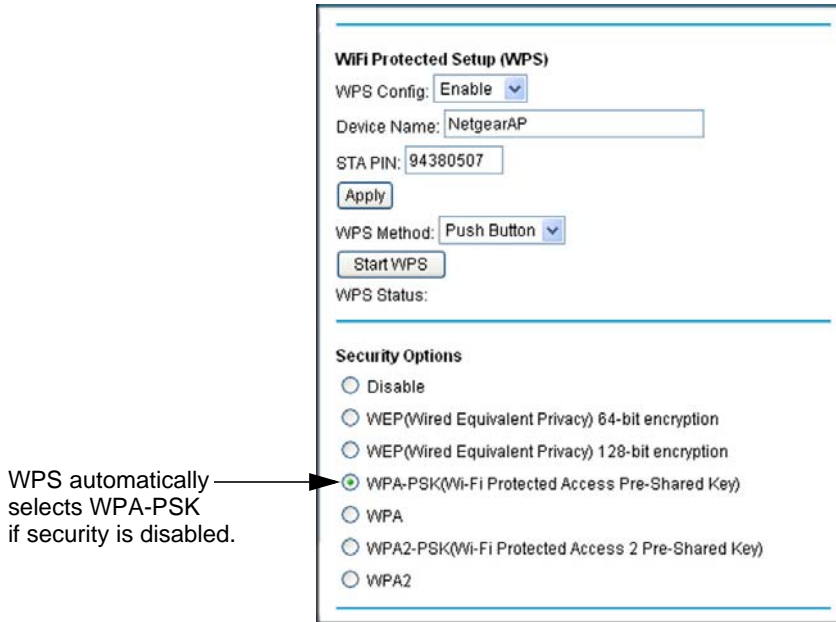 WiFi Protected Setup (WPS)
WPS Config: Enable
Device Name: NetgearAP
STA PIN: 94380507
Apply
WPS Method: Push Button
Start WPS
WPS Status:
Security Options
Disable
WEP(Wired Equivalent Privacy) 64-bit encryption
WEP(Wired Equivalent Privacy) 128-bit encryption
WPS automatically
selects WPA-PSK
if security is disabled.
WPA-PSK(Wi-Fi Protected Access Pre-Shared Key)
WPA
WPA2-PSK(Wi-Fi Protected Access 2 Pre-Shared Key)
WPA2